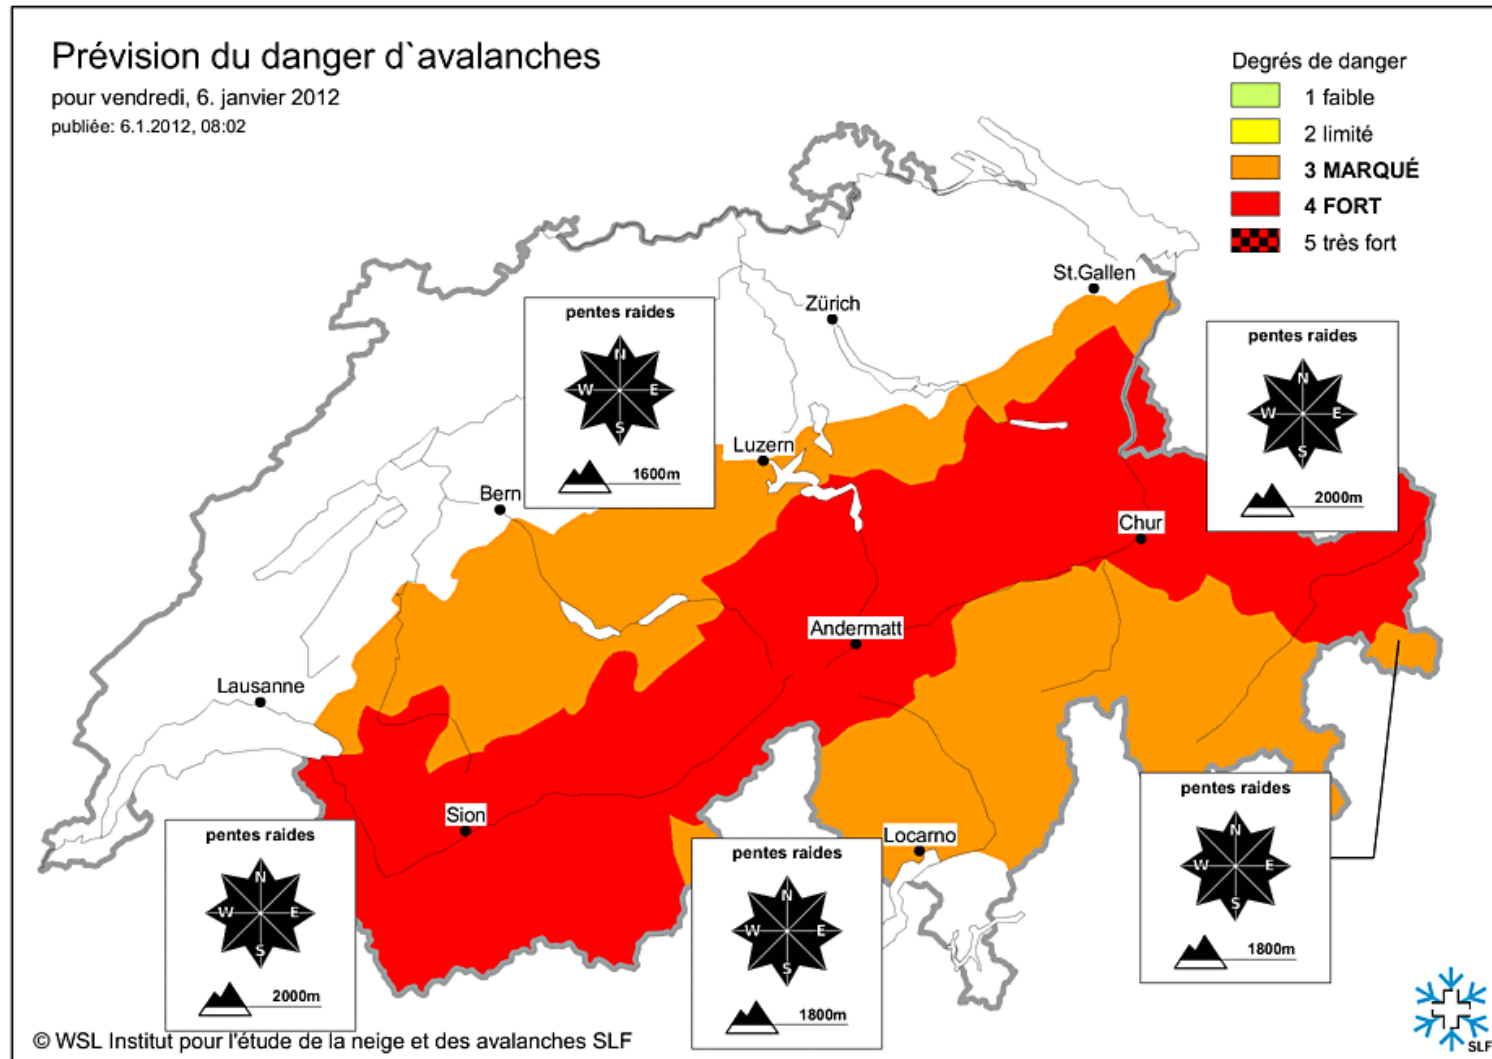 Prévision du danger d`avalanches
pour vendredi, 6. janvier 2012
publiée: 6.1.2012, 08:02
Degrés de danger
1 faible
2 limité
3 MARQUÉ
4 FORT
5 très fort
St.Gallen
Zürich
pentes raides
N
W E
S
1600m
pentes raides
N
W E
S
2000m
Luzern
Bern
Chur
Andermatt
Lausanne
Sion
Locarno
pentes raides
N
W E
S
2000m
pentes raides
N
W E
S
1800m
pentes raides
N
W E
S
1800m
© WSL Institut pour l'étude de la neige et des avalanches SLF
SLF